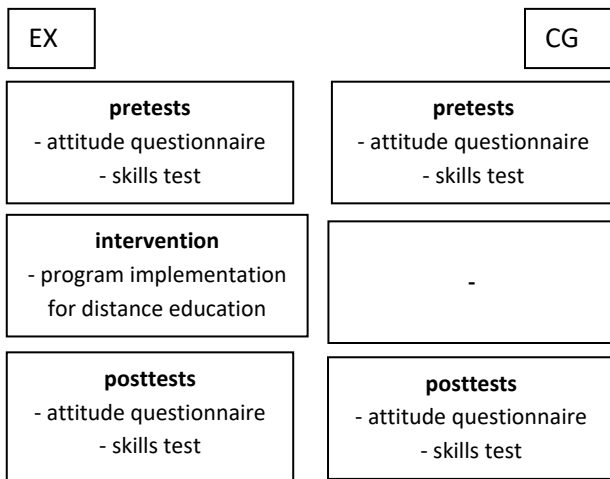 EX
CG
pretests
- attitude questionnaire
- skills test
pretests
- attitude questionnaire
- skills test
intervention
- program implementation
for distance education
-
posttests
- attitude questionnaire
- skills test
posttests
- attitude questionnaire
- skills test